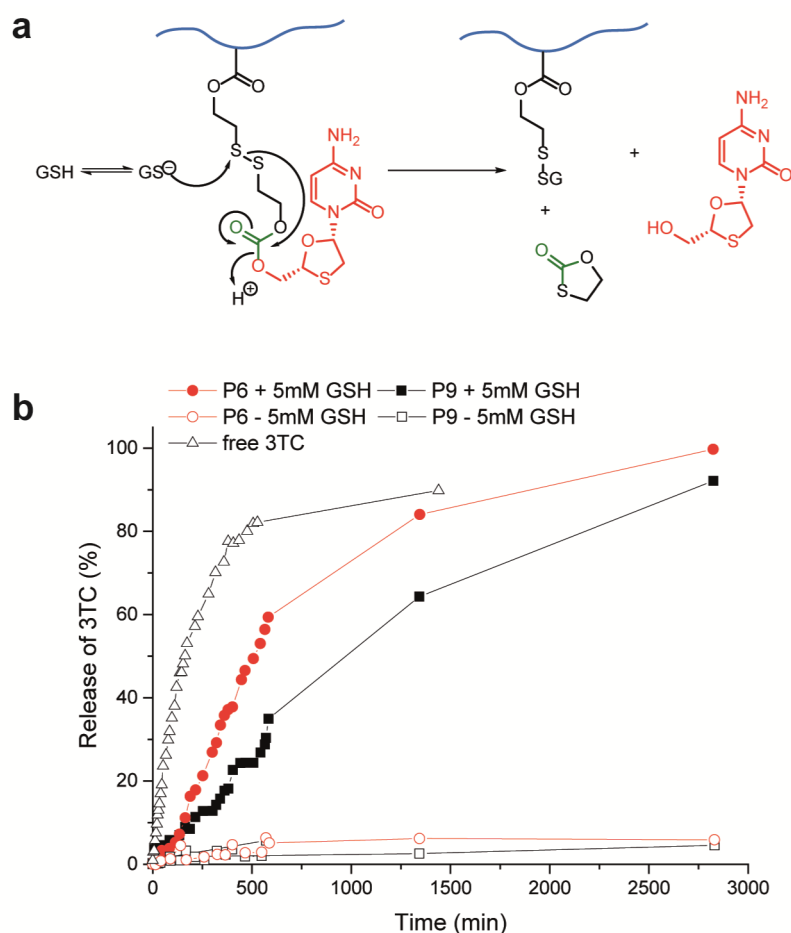 a
O
O
S
S
O
O
O
GSH
GS⊖
H⊕
NH₂
N
N
O
O
S
O
O
S
SG
+
+
O
O
S
NH₂
N
N
O
O
HO
S
b
P6 + 5mM GSH
P9 + 5mM GSH
P6 - 5mM GSH
P9 - 5mM GSH
free 3TC
Release of 3TC (%)
100
80
60
40
20
0
0 500 1000 1500 2000 2500 3000
Time (min)